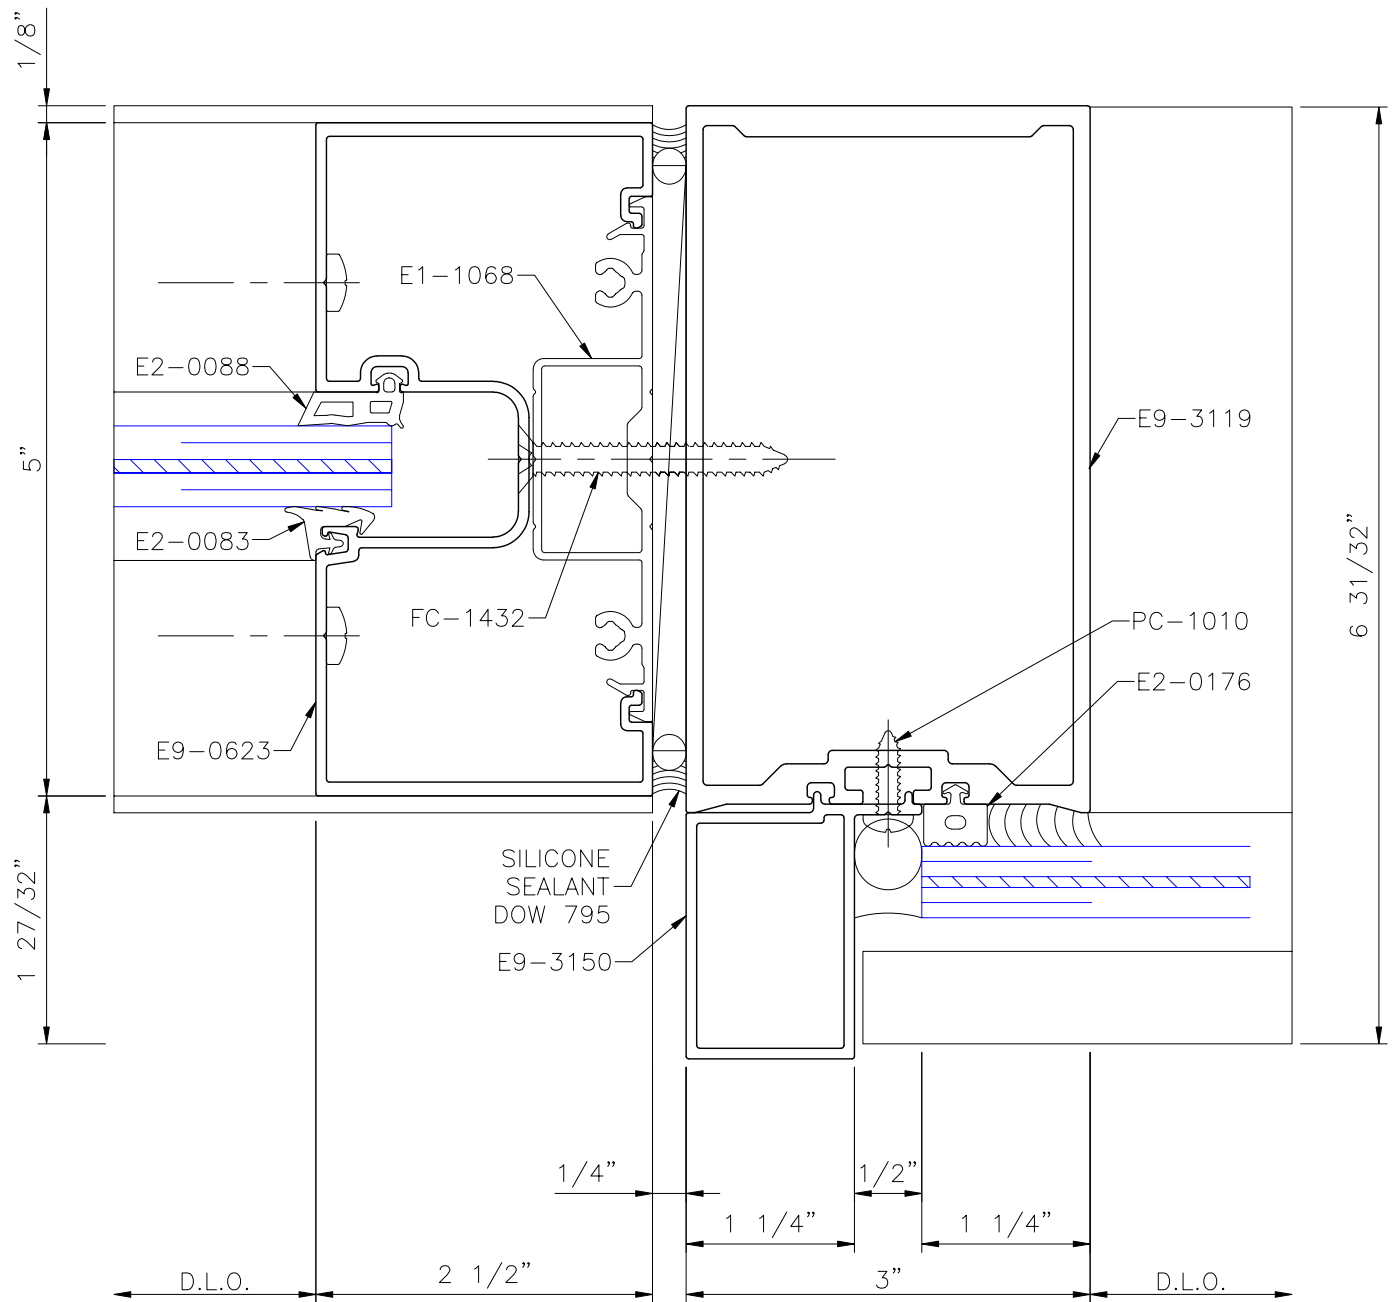 1/8”
E1-1068
E2-0088
E9-3119
5”
E2-0083
6 31/32”
FC-1432
PC-1010
E2-0176
E9-0623
SILICONE
SEALANT
DOW 795
1 27/32”
E9-3150
1/4”
1/2”
1 1/4”
1 1/4”
D.L.O.
2 1/2”
3”
D.L.O.